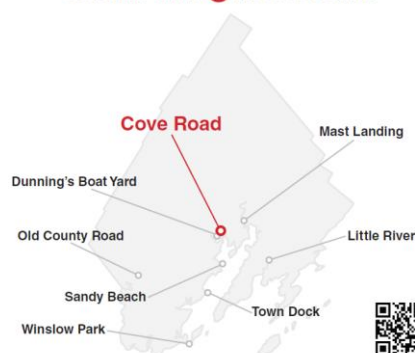 Cove Road
Mast Landing
Dunning's Boat Yard
Old County Road
Little River
Sandy Beach
Town Dock
Winslow Park